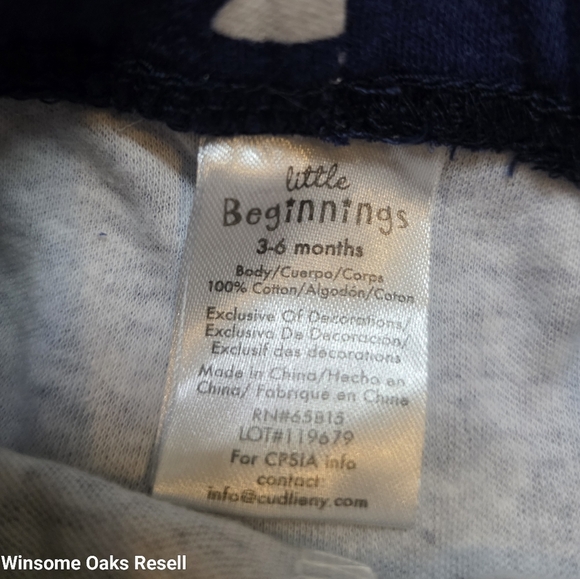 little
Beginnings
3-6 months
Body/Cuerpo/Corps
100% Cotton/Algodón/Coton
Exclusive Of Decorations/
Exclusiva De Decoración/
Exclusif des décorations
Made in China/Hecho en
China/ Fabrique en Chine
RN#65815
LOT#119679
For CPSIA info
contact:
info@cudlieny.com
Winsome Oaks Resell